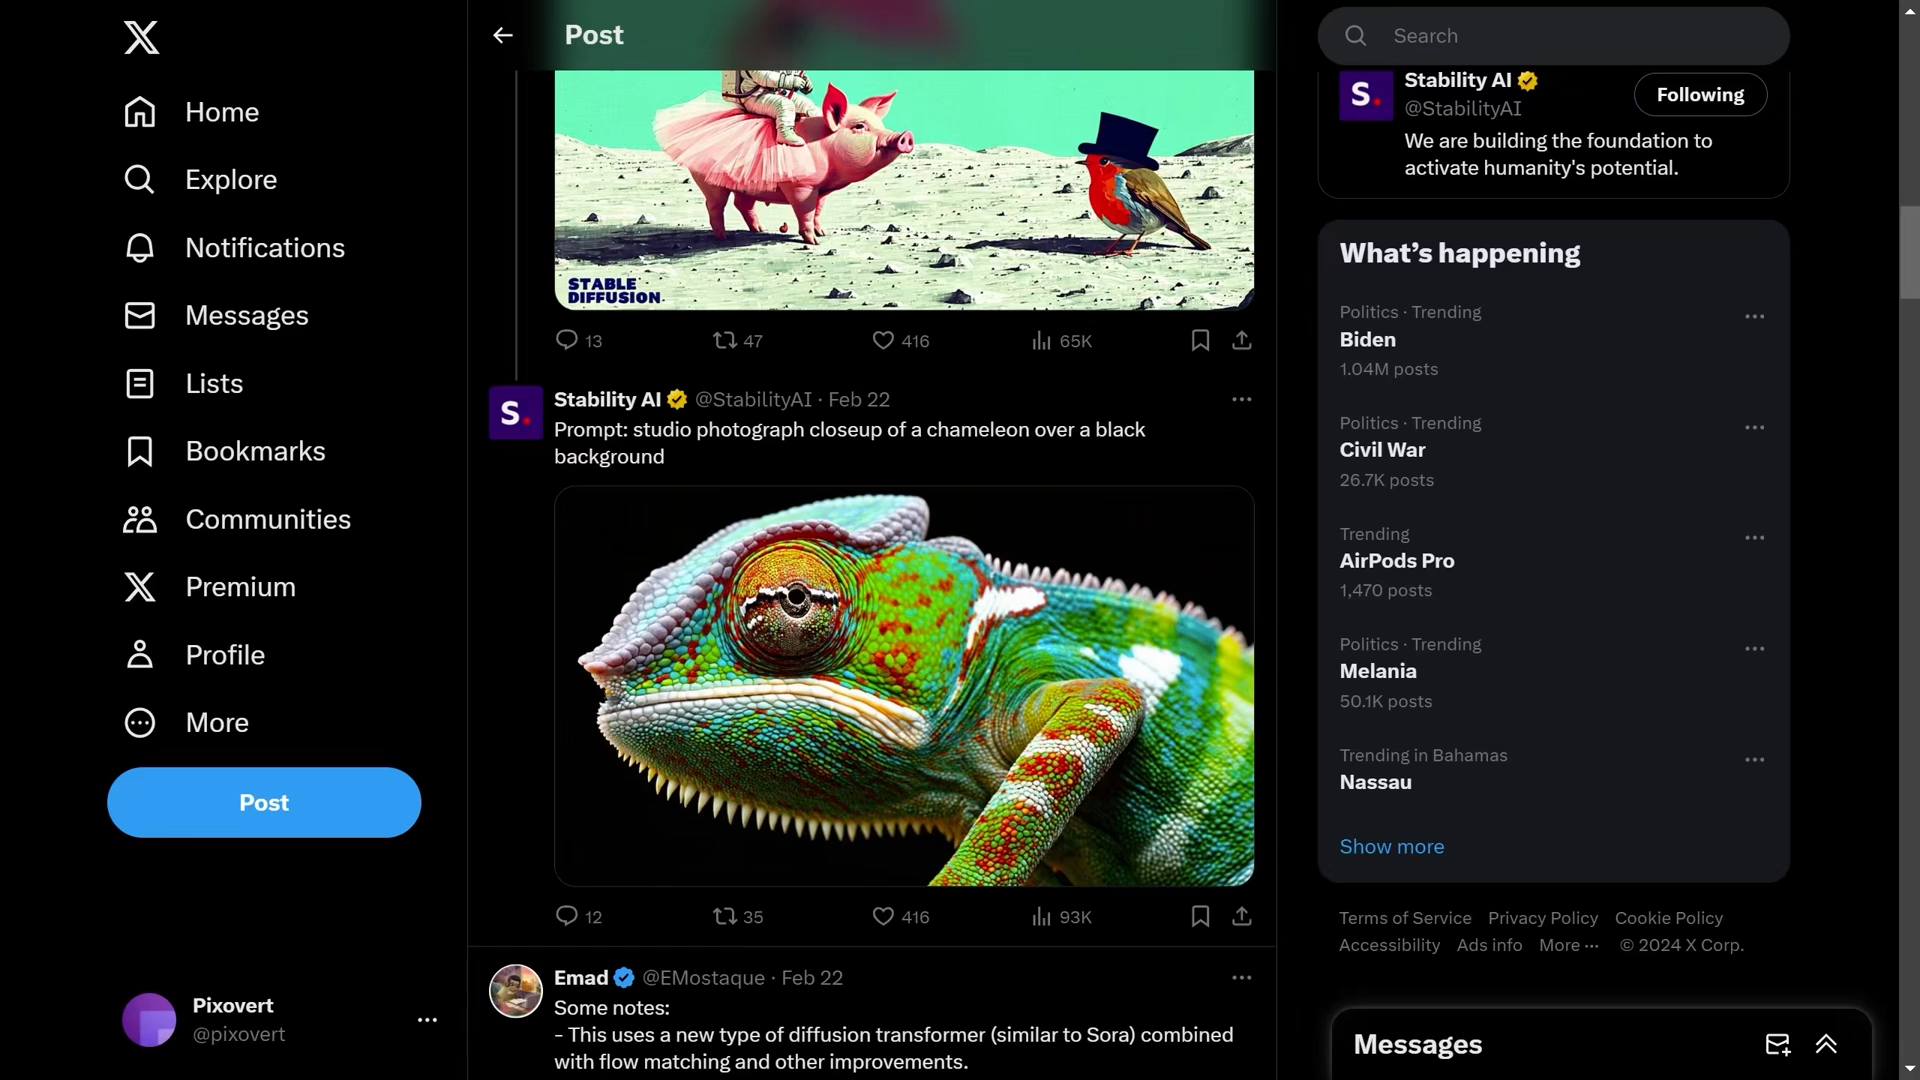 Home
Explore
Notifications
Messages
Lists
Bookmarks
Communities
Premium
Profile
More
Post
Pixovert
@pixovert
Post
STABLE
DIFFUSION
13 47 416 65K
S.
Stability AI @StabilityAI · Feb 22
Prompt: studio photograph closeup of a chameleon over a black
background
12 35 416 93K
Emad @EMostaque · Feb 22
Some notes:
- This uses a new type of diffusion transformer (similar to Sora) combined
with flow matching and other improvements.
Search
S.
Stability AI
@StabilityAI
Following
We are building the foundation to
activate humanity's potential.
What’s happening
Politics · Trending
Biden
1.04M posts
Politics · Trending
Civil War
26.7K posts
Trending
AirPods Pro
1,470 posts
Politics · Trending
Melania
50.1K posts
Trending in Bahamas
Nassau
Show more
Terms of Service Privacy Policy Cookie Policy
Accessibility Ads info More ··· © 2024 X Corp.
Messages